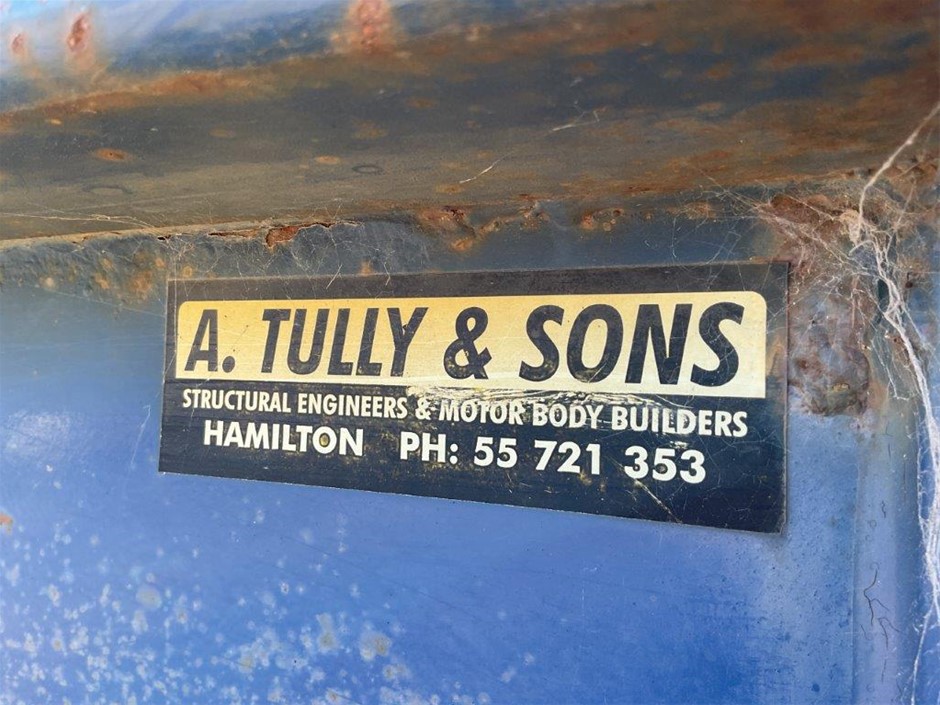 A. TULLY & SONS
STRUCTURAL ENGINEERS & MOTOR BODY BUILDERS
HAMILTON PH: 55 721 353